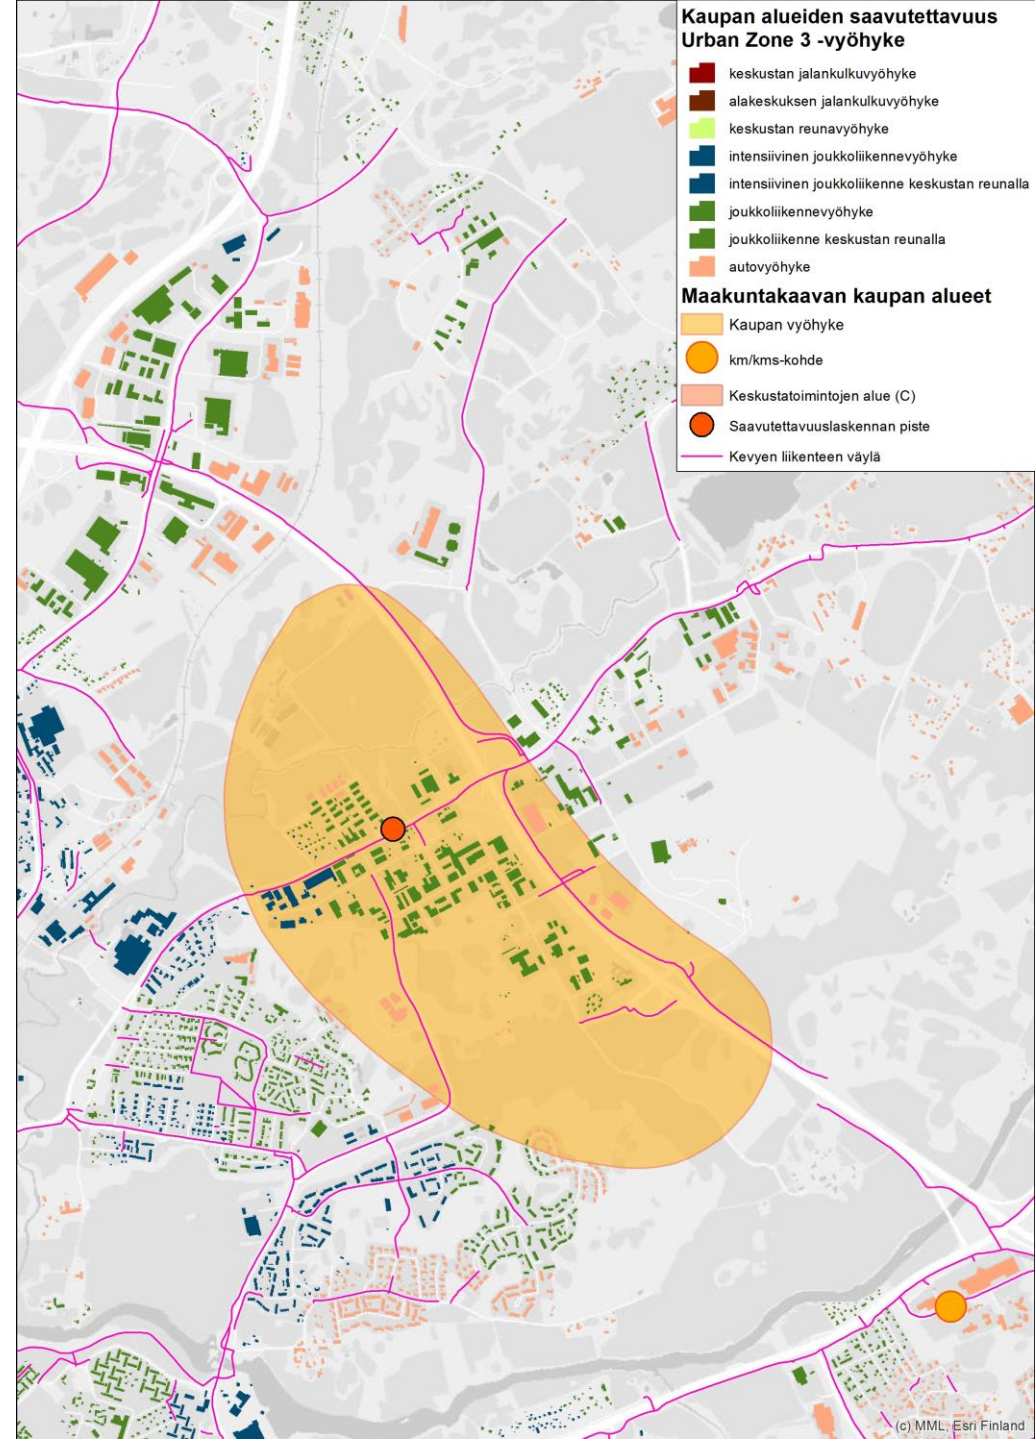 Kaupan alueiden saavutettavuus
Urban Zone 3 -vyöhyke
keskustan jalankulkuvyöhyke
alakeskuksen jalankulkuvyöhyke
keskustan reunavyöhyke
intensiivinen joukkoliikennevyöhyke
intensiivinen joukkoliikenne keskustan reunalla
joukkoliikennevyöhyke
joukkoliikenne keskustan reunalla
autovyöhyke
Maakuntakaavan kaupan alueet
Kaupan vyöhyke
km/kms-kohde
Keskustatoimintojen alue (C)
Saavutettavuuslaskennan piste
Kevyen liikenteen väylä
(c) MML, Esri Finland